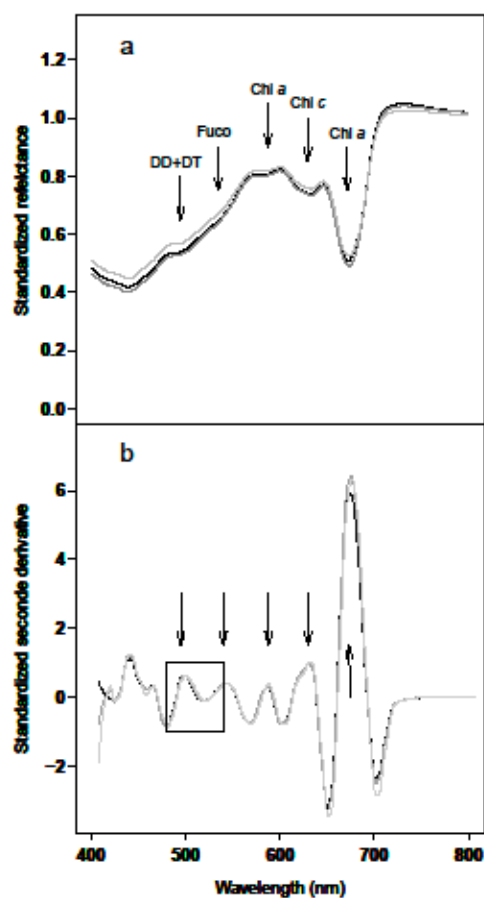 a
1.2
1.0
0.8
0.6
0.4
0.2
0.0
Standardized refelctance
DD+DT
Fuco
Chl a
Chl c
Chl a
b
6
4
2
0
−2
Standardized seconde derivative
400 500 600 700 800
Wavelength (nm)